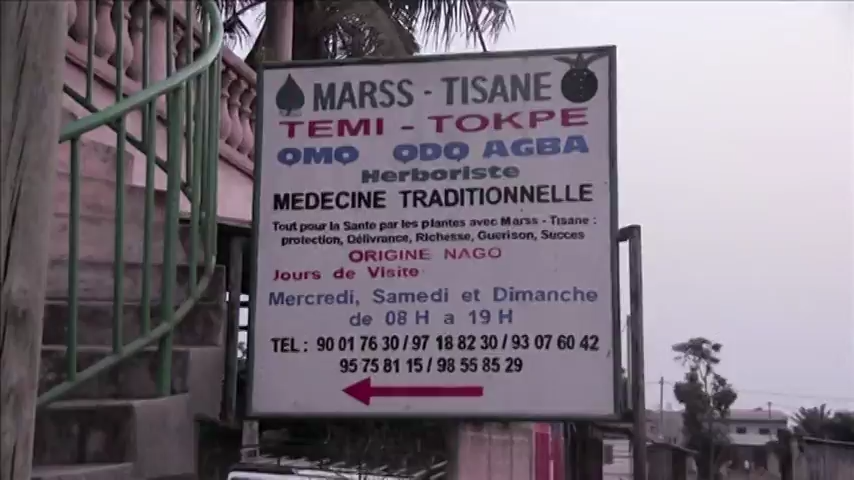 MARSS - TISANE
TEMI - TOKPE
OMO ODO AGBA
Herboriste
MEDECINE TRADITIONNELLE
Tout pour la Sante par les plantes avec Marss - Tisane :
protection, Délivrance, Richesse, Guerison, Succes
ORIGINE NAGO
Jours de Visite
Mercredi, Samedi et Dimanche
de 08 H a 19 H
TEL : 90 01 76 30 / 97 18 82 30 / 93 07 60 42
95 75 81 15 / 98 55 85 29